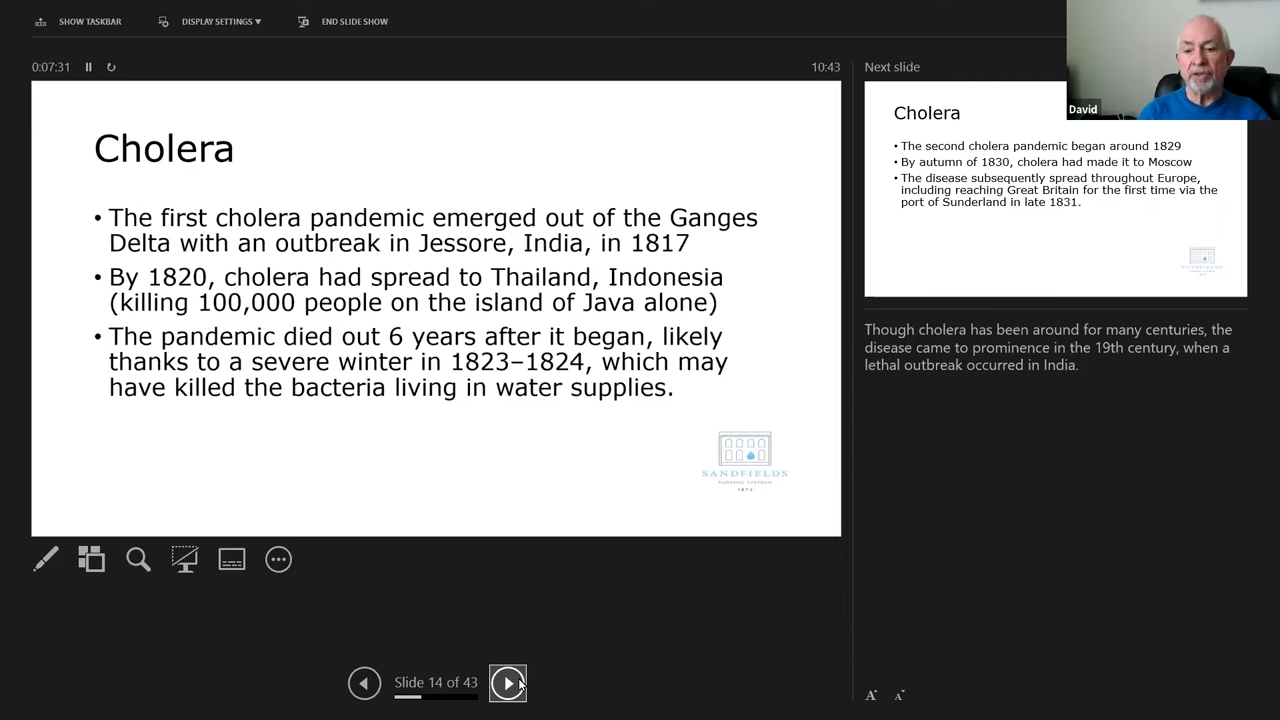 SHOW TASKBAR
DISPLAY SETTINGS
END SLIDE SHOW
0:07:31
10:43
Next slide
David
Cholera
• The first cholera pandemic emerged out of the Ganges
Delta with an outbreak in Jessore, India, in 1817
• By 1820, cholera had spread to Thailand, Indonesia
(killing 100,000 people on the island of Java alone)
• The pandemic died out 6 years after it began, likely
thanks to a severe winter in 1823–1824, which may
have killed the bacteria living in water supplies.
SANDFIELDS
PUMPING STATION
1873
Cholera
• The second cholera pandemic began around 1829
• By autumn of 1830, cholera had made it to Moscow
• The disease subsequently spread throughout Europe,
including reaching Great Britain for the first time via the
port of Sunderland in late 1831.
SANDFIELDS
Though cholera has been around for many centuries, the
disease came to prominence in the 19th century, when a
lethal outbreak occurred in India.
Slide 14 of 43
A A